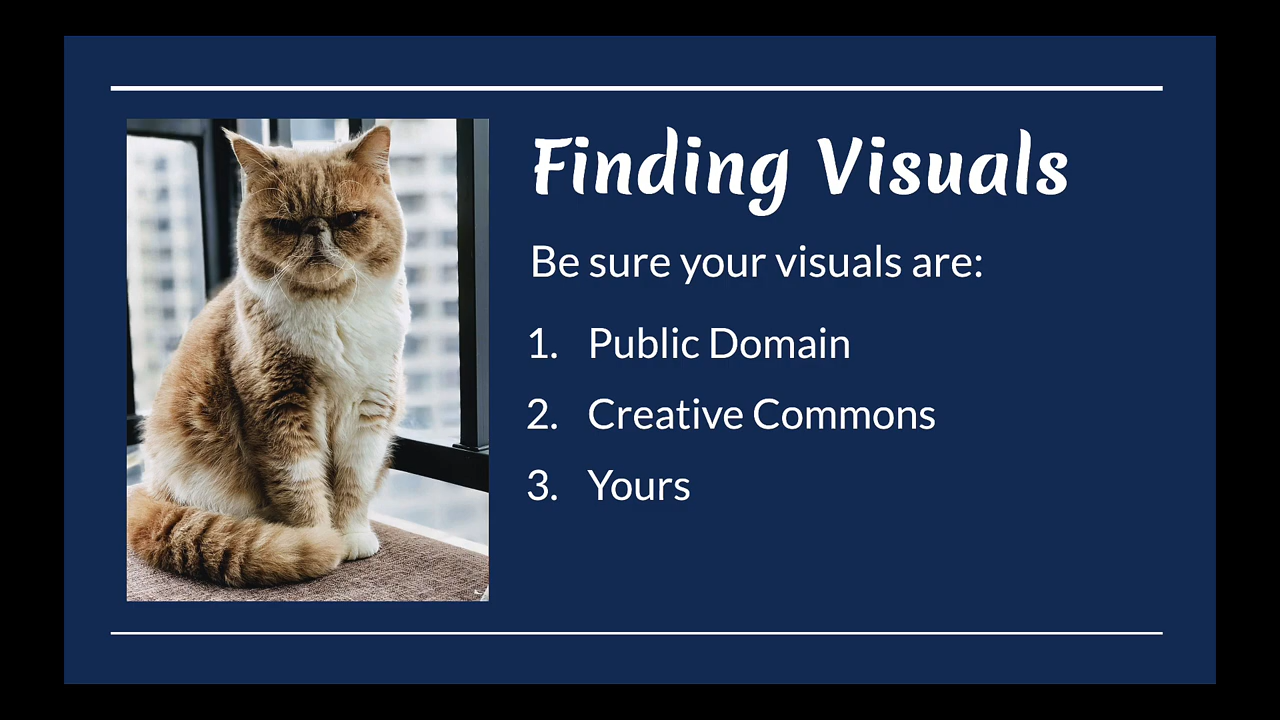 Finding Visuals
Be sure your visuals are:
1. Public Domain
2. Creative Commons
3. Yours